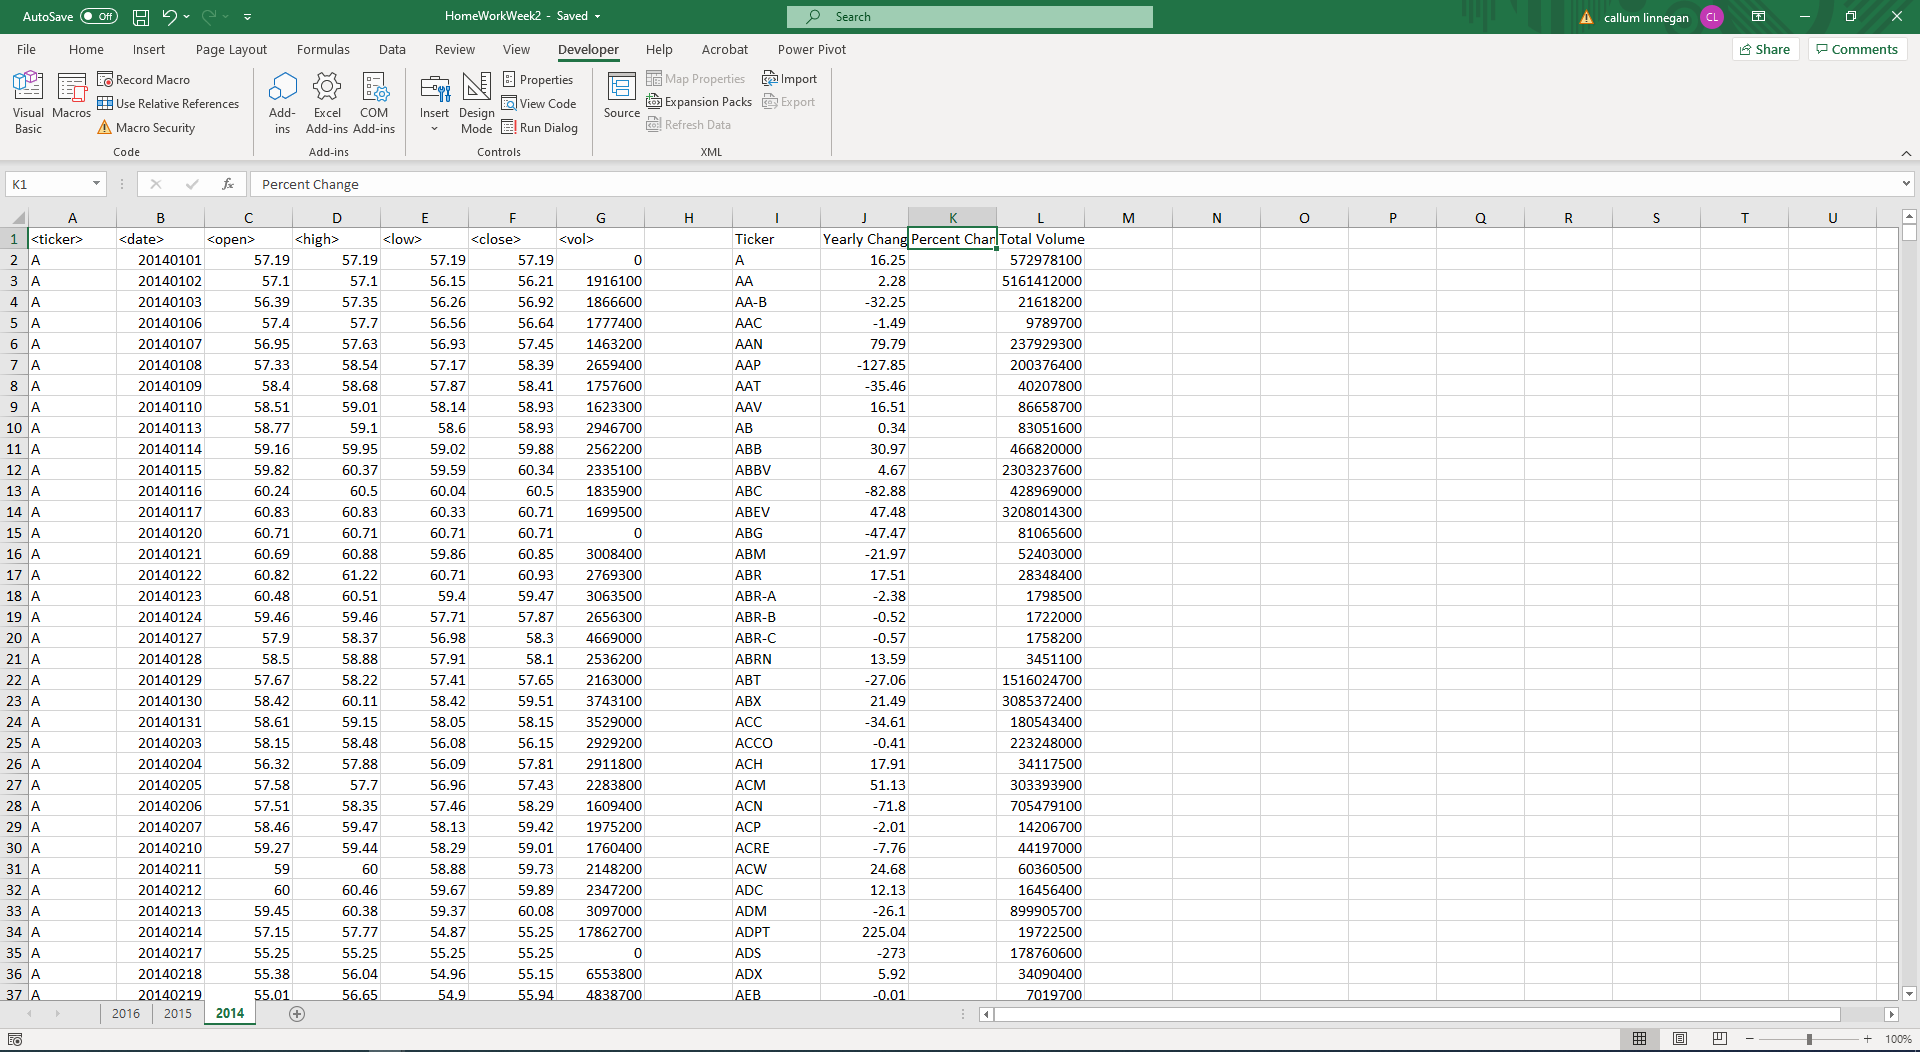 AutoSave Off HomeWorkWeek2 - Saved Search callum linnegan CL
File Home Insert Page Layout Formulas Data Review View Developer Help Acrobat Power Pivot Share Comments
Visual Basic
Macros
Record Macro
Use Relative References
Macro Security
Code
Add-ins
Excel Add-ins
COM Add-ins
Add-ins
Insert
Design Mode
Properties
View Code
Run Dialog
Controls
Source
Map Properties
Expansion Packs
Refresh Data
Import
Export
XML
K1 fx Percent Change
A B C D E F G H I J K L M N O P Q R S T U
1 <ticker> <date> <open> <high> <low> <close> <vol> Ticker Yearly Chang Percent Chan Total Volume
2 A 20140101 57.19 57.19 57.19 57.19 0 A 16.25 572978100
3 A 20140102 57.1 57.1 56.15 56.21 1916100 AA 2.28 5161412000
4 A 20140103 56.39 57.35 56.26 56.92 1866600 AA-B -32.25 21618200
5 A 20140106 57.4 57.7 56.56 56.64 1777400 AAC -1.49 9789700
6 A 20140107 56.95 57.63 56.93 57.45 1463200 AAN 79.79 237929300
7 A 20140108 57.33 58.54 57.17 58.39 2659400 AAP -127.85 200376400
8 A 20140109 58.4 58.68 57.87 58.41 1757600 AAT -35.46 40207800
9 A 20140110 58.51 59.01 58.14 58.93 1623300 AAV 16.51 86658700
10 A 20140113 58.77 59.1 58.6 58.93 2946700 AB 0.34 83051600
11 A 20140114 59.16 59.95 59.02 59.88 2562200 ABB 30.97 466820000
12 A 20140115 59.82 60.37 59.59 60.34 2335100 ABBV 4.67 2303237600
13 A 20140116 60.24 60.5 60.04 60.5 1835900 ABC -82.88 428969000
14 A 20140117 60.83 60.83 60.33 60.71 1699500 ABEV 47.48 3208014300
15 A 20140120 60.71 60.71 60.71 60.71 0 ABG -47.47 81065600
16 A 20140121 60.69 60.88 59.86 60.85 3008400 ABM -21.97 52403000
17 A 20140122 60.82 61.22 60.71 60.93 2769300 ABR 17.51 28348400
18 A 20140123 60.48 60.51 59.4 59.47 3063500 ABR-A -2.38 1798500
19 A 20140124 59.46 59.46 57.71 57.87 2656300 ABR-B -0.52 1722000
20 A 20140127 57.9 58.37 56.98 58.3 4669000 ABR-C -0.57 1758200
21 A 20140128 58.5 58.88 57.91 58.1 2536200 ABRN 13.59 3451100
22 A 20140129 57.67 58.22 57.41 57.65 2163000 ABT -27.06 1516024700
23 A 20140130 58.42 60.11 58.42 59.51 3743100 ABX 21.49 3085372400
24 A 20140131 58.61 59.15 58.05 58.15 3529000 ACC -34.61 180543400
25 A 20140203 58.15 58.48 56.08 56.15 2929200 ACCO -0.41 223248000
26 A 20140204 56.32 57.88 56.09 57.81 2911800 ACH 17.91 34117500
27 A 20140205 57.58 57.7 56.96 57.43 2283800 ACM 51.13 303393900
28 A 20140206 57.51 58.35 57.46 58.29 1609400 ACN -71.8 705479100
29 A 20140207 58.46 59.47 58.13 59.42 1975200 ACP -2.01 14206700
30 A 20140210 59.27 59.44 58.29 59.01 1760400 ACRE -7.76 44197000
31 A 20140211 59 60 58.88 59.73 2148200 ACW 24.68 60360500
32 A 20140212 60 60.46 59.67 59.89 2347200 ADC 12.13 16456400
33 A 20140213 59.45 60.38 59.37 60.08 3097000 ADM -26.1 899905700
34 A 20140214 57.15 57.77 54.87 55.25 17862700 ADPT 225.04 19722500
35 A 20140217 55.25 55.25 55.25 55.25 0 ADS -273 178760600
36 A 20140218 55.38 56.04 54.96 55.15 6553800 ADX 5.92 34090400
37 A 20140219 55.01 56.65 54.9 55.94 4838700 AEB -0.01 7019700
2016 2015 2014
100%